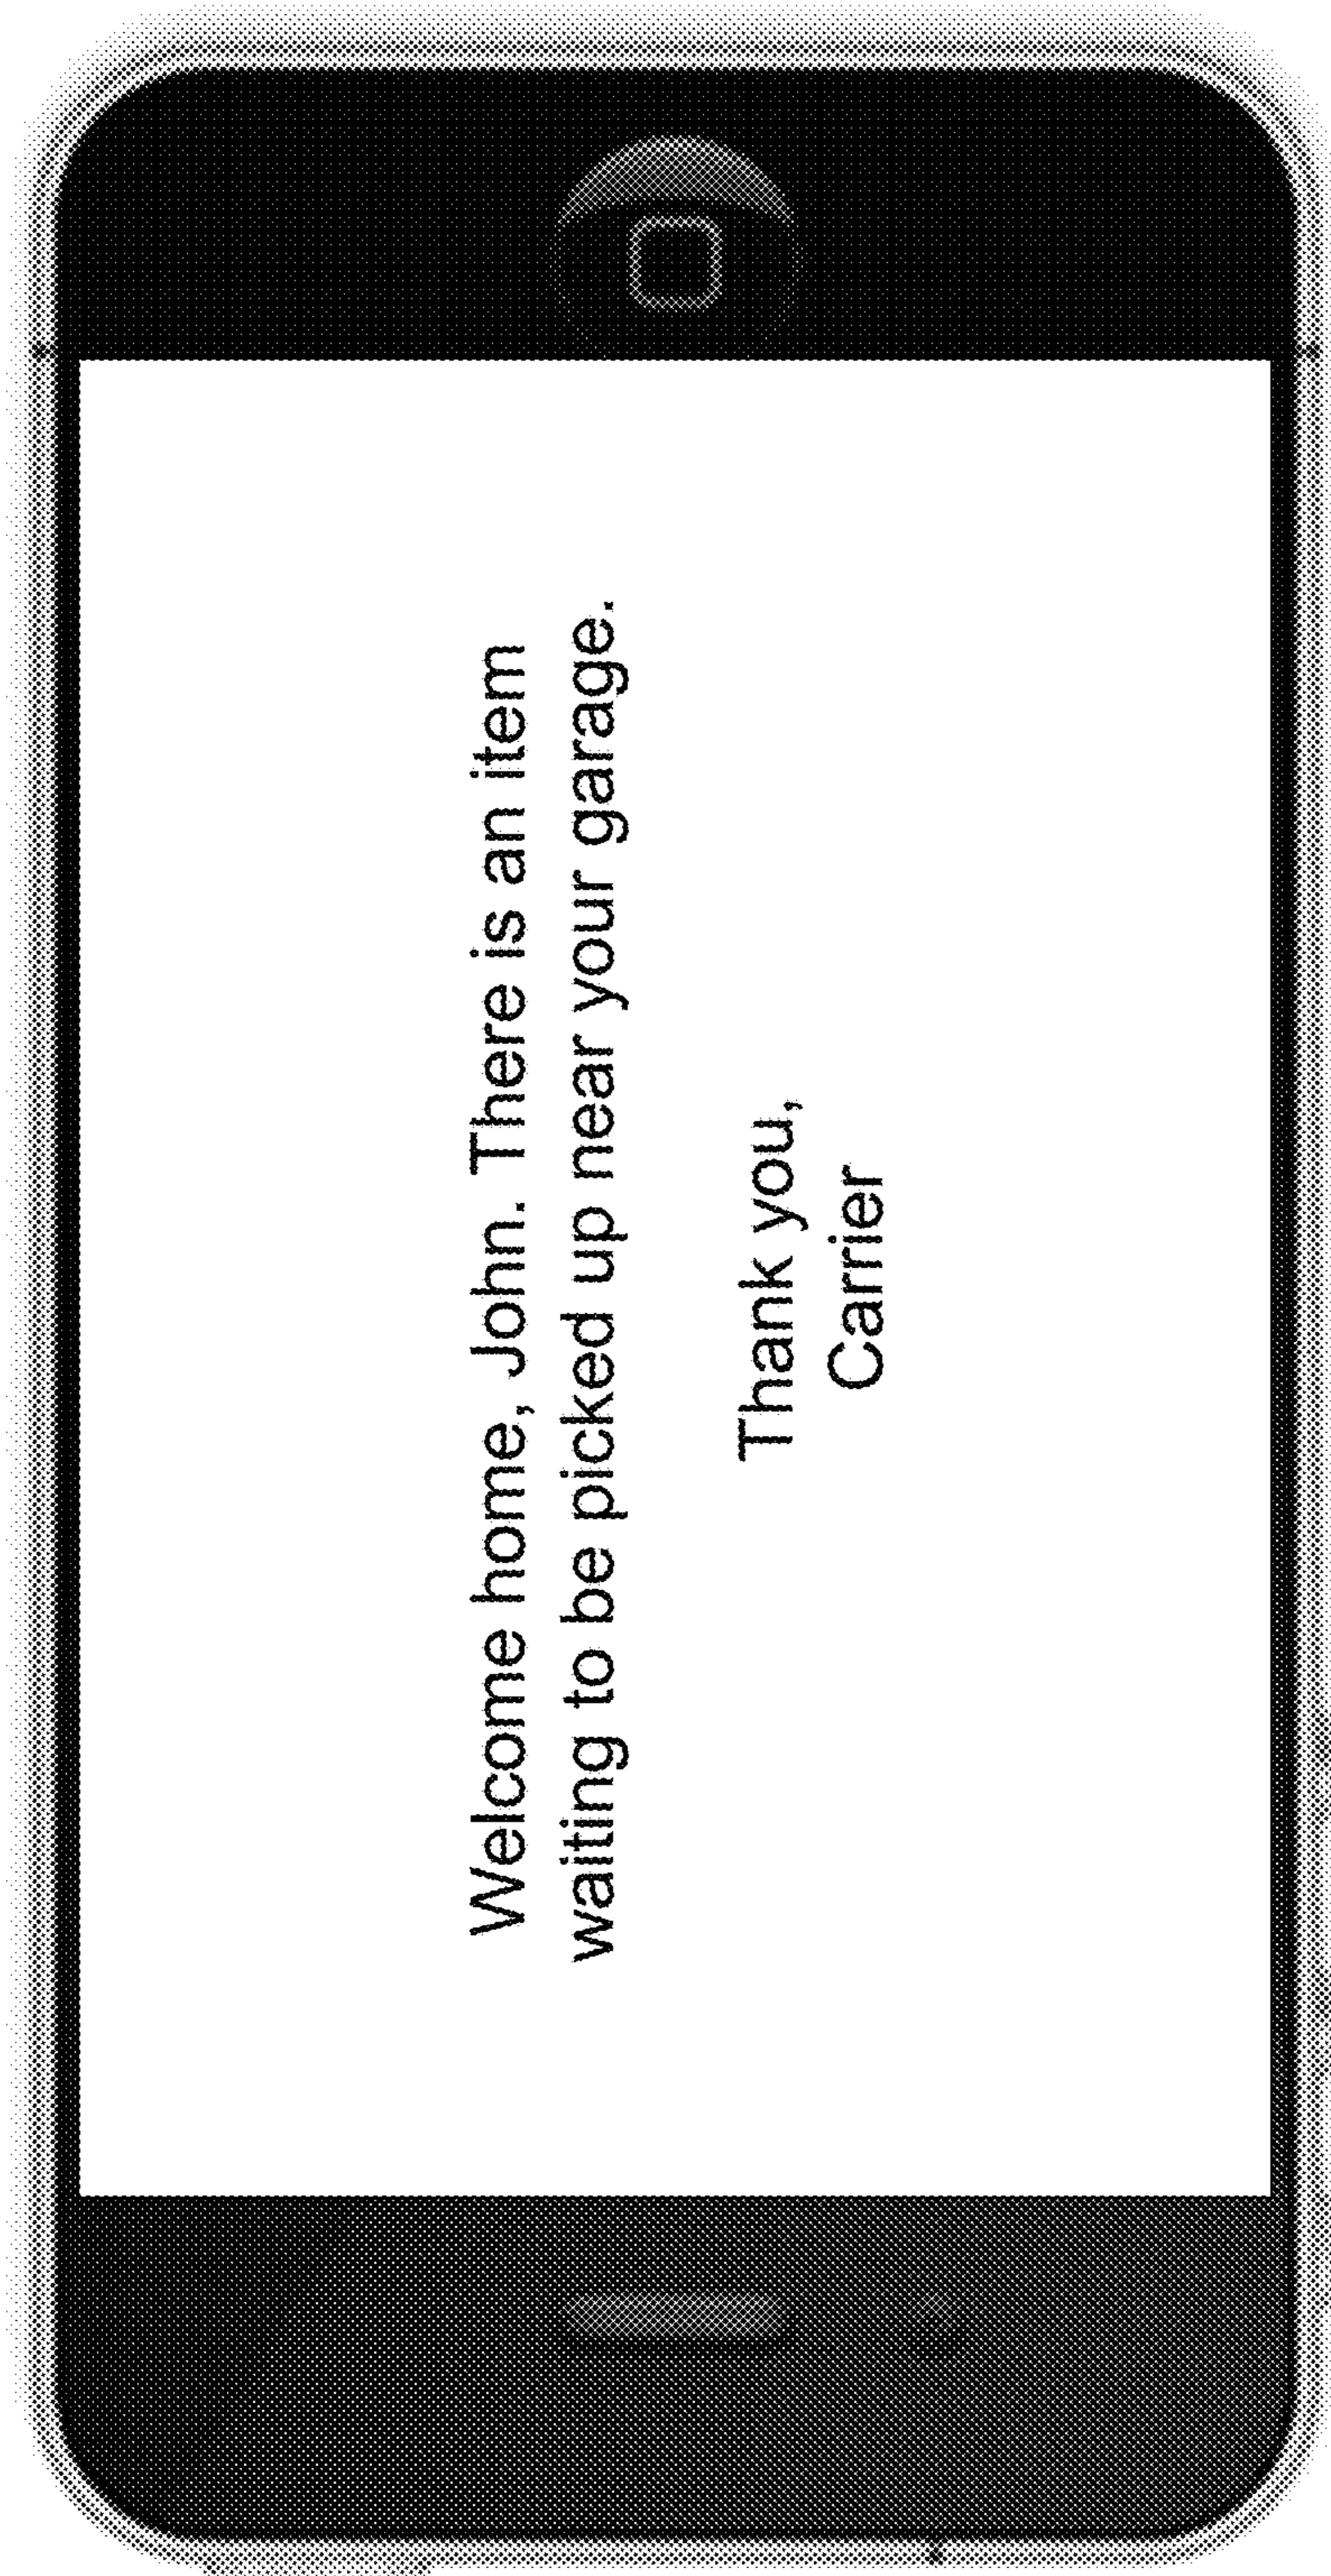 Welcome home, John. There is an item
waiting to be picked up near your garage.
Thank you,
Carrier